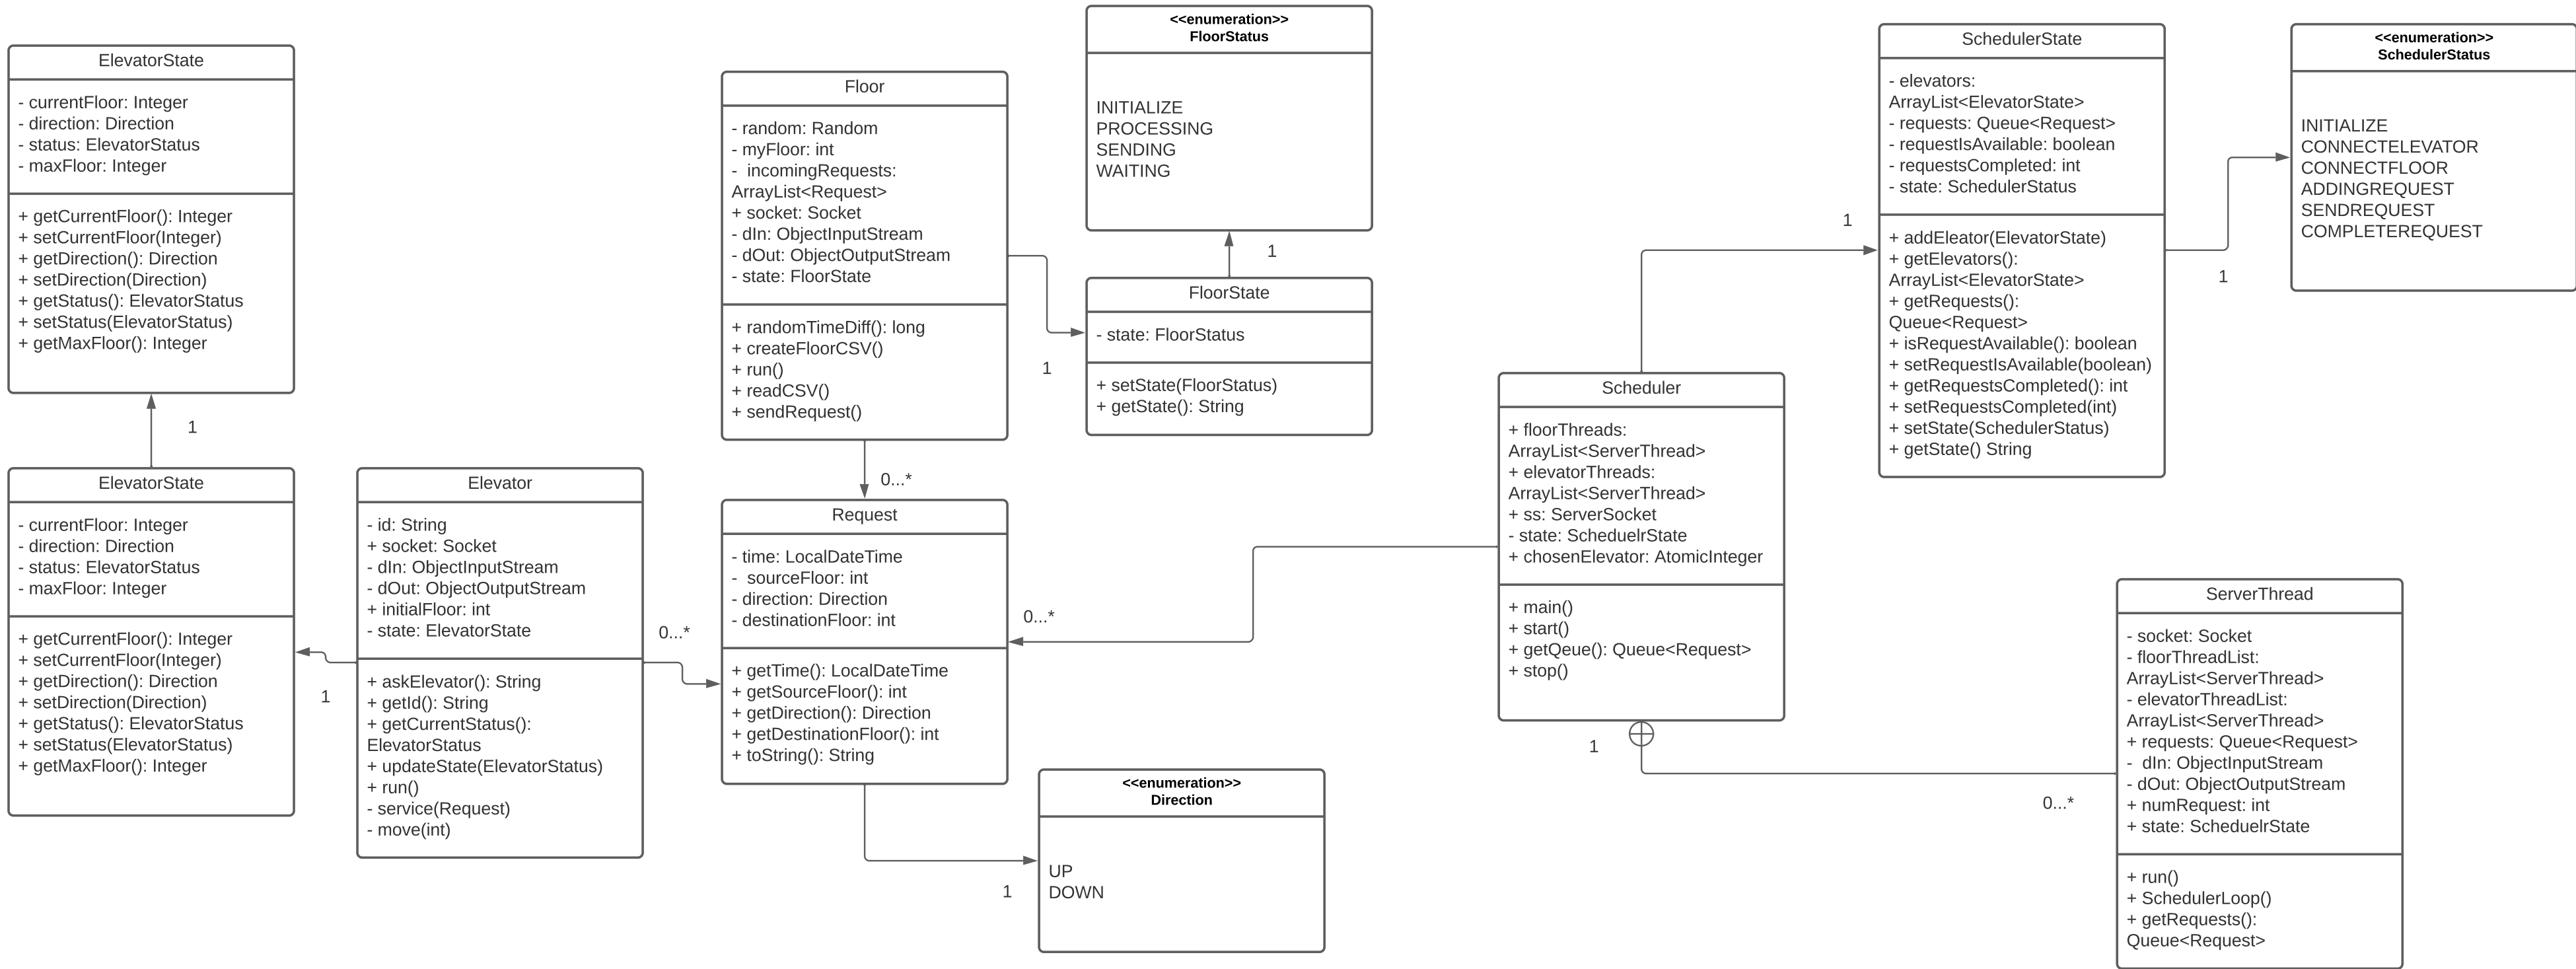 ElevatorState
- currentFloor: Integer
- direction: Direction
- status: ElevatorStatus
- maxFloor: Integer
+ getCurrentFloor(): Integer
+ setCurrentFloor(Integer)
+ getDirection(): Direction
+ setDirection(Direction)
+ getStatus(): ElevatorStatus
+ setStatus(ElevatorStatus)
+ getMaxFloor(): Integer
1
ElevatorState
- currentFloor: Integer
- direction: Direction
- status: ElevatorStatus
- maxFloor: Integer
+ getCurrentFloor(): Integer
+ setCurrentFloor(Integer)
+ getDirection(): Direction
+ setDirection(Direction)
+ getStatus(): ElevatorStatus
+ setStatus(ElevatorStatus)
+ getMaxFloor(): Integer
1
Elevator
- id: String
+ socket: Socket
- dIn: ObjectInputStream
- dOut: ObjectOutputStream
+ initialFloor: int
- state: ElevatorState
+ askElevator(): String
+ getId(): String
+ getCurrentStatus():
ElevatorStatus
+ updateState(ElevatorStatus)
+ run()
- service(Request)
- move(int)
0...*
Floor
- random: Random
- myFloor: int
-  incomingRequests:
ArrayList<Request>
+ socket: Socket
- dIn: ObjectInputStream
- dOut: ObjectOutputStream
- state: FloorState
+ randomTimeDiff(): long
+ createFloorCSV()
+ run()
+ readCSV()
+ sendRequest()
0...*
1
Request
- time: LocalDateTime
-  sourceFloor: int
- direction: Direction
- destinationFloor: int
+ getTime(): LocalDateTime
+ getSourceFloor(): int
+ getDirection(): Direction
+ getDestinationFloor(): int
+ toString(): String
0...*
1
<<enumeration>>
FloorStatus
INITIALIZE
PROCESSING
SENDING
WAITING
1
FloorState
- state: FloorStatus
+ setState(FloorStatus)
+ getState(): String
<<enumeration>>
Direction
UP
DOWN
Scheduler
+ floorThreads:
ArrayList<ServerThread>
+ elevatorThreads:
ArrayList<ServerThread>
+ ss: ServerSocket
- state: ScheduelrState
+ chosenElevator: AtomicInteger
+ main()
+ start()
+ getQeue(): Queue<Request>
+ stop()
1
1
SchedulerState
- elevators:
ArrayList<ElevatorState>
- requests: Queue<Request>
- requestIsAvailable: boolean
- requestsCompleted: int
- state: SchedulerStatus
+ addEleator(ElevatorState)
+ getElevators():
ArrayList<ElevatorState>
+ getRequests():
Queue<Request>
+ isRequestAvailable(): boolean
+ setRequestIsAvailable(boolean)
+ getRequestsCompleted(): int
+ setRequestsCompleted(int)
+ setState(SchedulerStatus)
+ getState() String
1
<<enumeration>>
SchedulerStatus
INITIALIZE
CONNECTELEVATOR
CONNECTFLOOR
ADDINGREQUEST
SENDREQUEST
COMPLETEREQUEST
0...*
ServerThread
- socket: Socket
- floorThreadList:
ArrayList<ServerThread>
- elevatorThreadList:
ArrayList<ServerThread>
+ requests: Queue<Request>
-  dIn: ObjectInputStream
- dOut: ObjectOutputStream
+ numRequest: int
+ state: ScheduelrState
+ run()
+ SchedulerLoop()
+ getRequests():
Queue<Request>